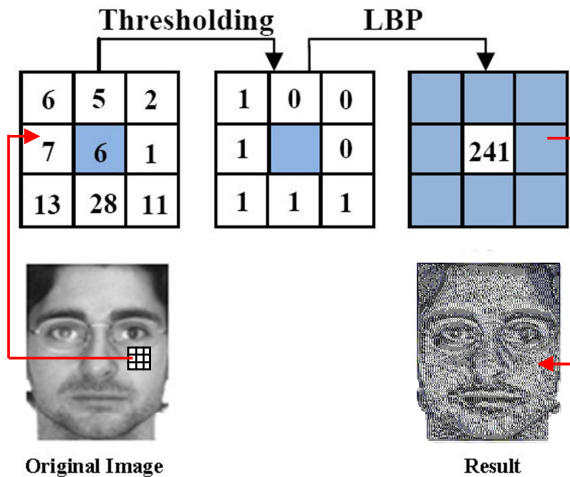 Thresholding LBP
6 5 2 1 0 0
7 6 1 1 0 241
13 28 11 1 1 1
Original Image Result